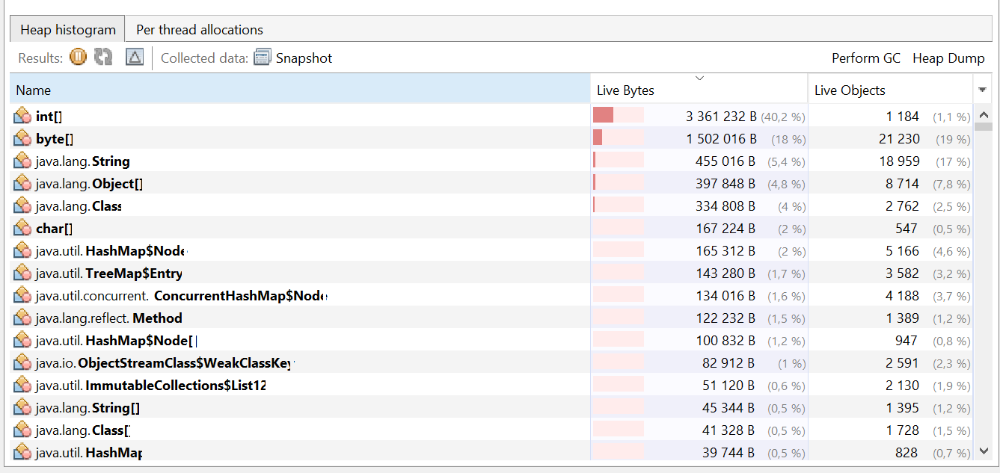 Heap histogram Per thread allocations
Results: Collected data: Snapshot Perform GC Heap Dump
Name Live Bytes Live Objects
int[] 3 361 232 B (40,2 %) 1 184 (1,1 %)
byte[] 1 502 016 B (18 %) 21 230 (19 %)
java.lang.String 455 016 B (5,4 %) 18 959 (17 %)
java.lang.Object[] 397 848 B (4,8 %) 8 714 (7,8 %)
java.lang.Class 334 808 B (4 %) 2 762 (2,5 %)
char[] 167 224 B (2 %) 547 (0,5 %)
java.util.HashMap$Node 165 312 B (2 %) 5 166 (4,6 %)
java.util.TreeMap$Entry 143 280 B (1,7 %) 3 582 (3,2 %)
java.util.concurrent.ConcurrentHashMap$Node 134 016 B (1,6 %) 4 188 (3,7 %)
java.lang.reflect.Method 122 232 B (1,5 %) 1 389 (1,2 %)
java.util.HashMap$Node[] 100 832 B (1,2 %) 947 (0,8 %)
java.io.ObjectStreamClass$WeakClassKey 82 912 B (1 %) 2 591 (2,3 %)
java.util.ImmutableCollections$List12 51 120 B (0,6 %) 2 130 (1,9 %)
java.lang.String[] 45 344 B (0,5 %) 1 395 (1,2 %)
java.lang.Class[] 41 328 B (0,5 %) 1 728 (1,5 %)
java.util.HashMap 39 744 B (0,5 %) 828 (0,7 %)